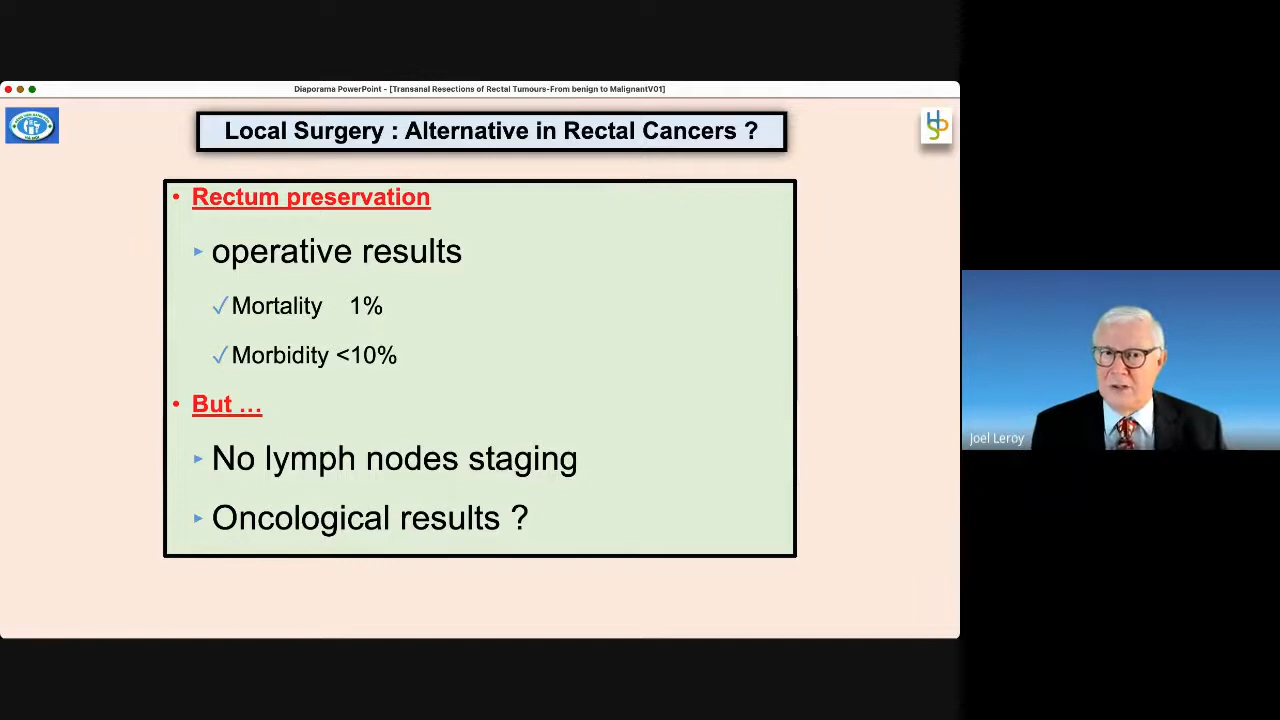 Diaporama PowerPoint - [Transanal Resections of Rectal Tumours-From benign to MalignantV01]
Local Surgery : Alternative in Rectal Cancers ?
• Rectum preservation
▸ operative results
✓ Mortality 1%
✓ Morbidity <10%
• But ...
▸ No lymph nodes staging
▸ Oncological results ?
Joel Leroy